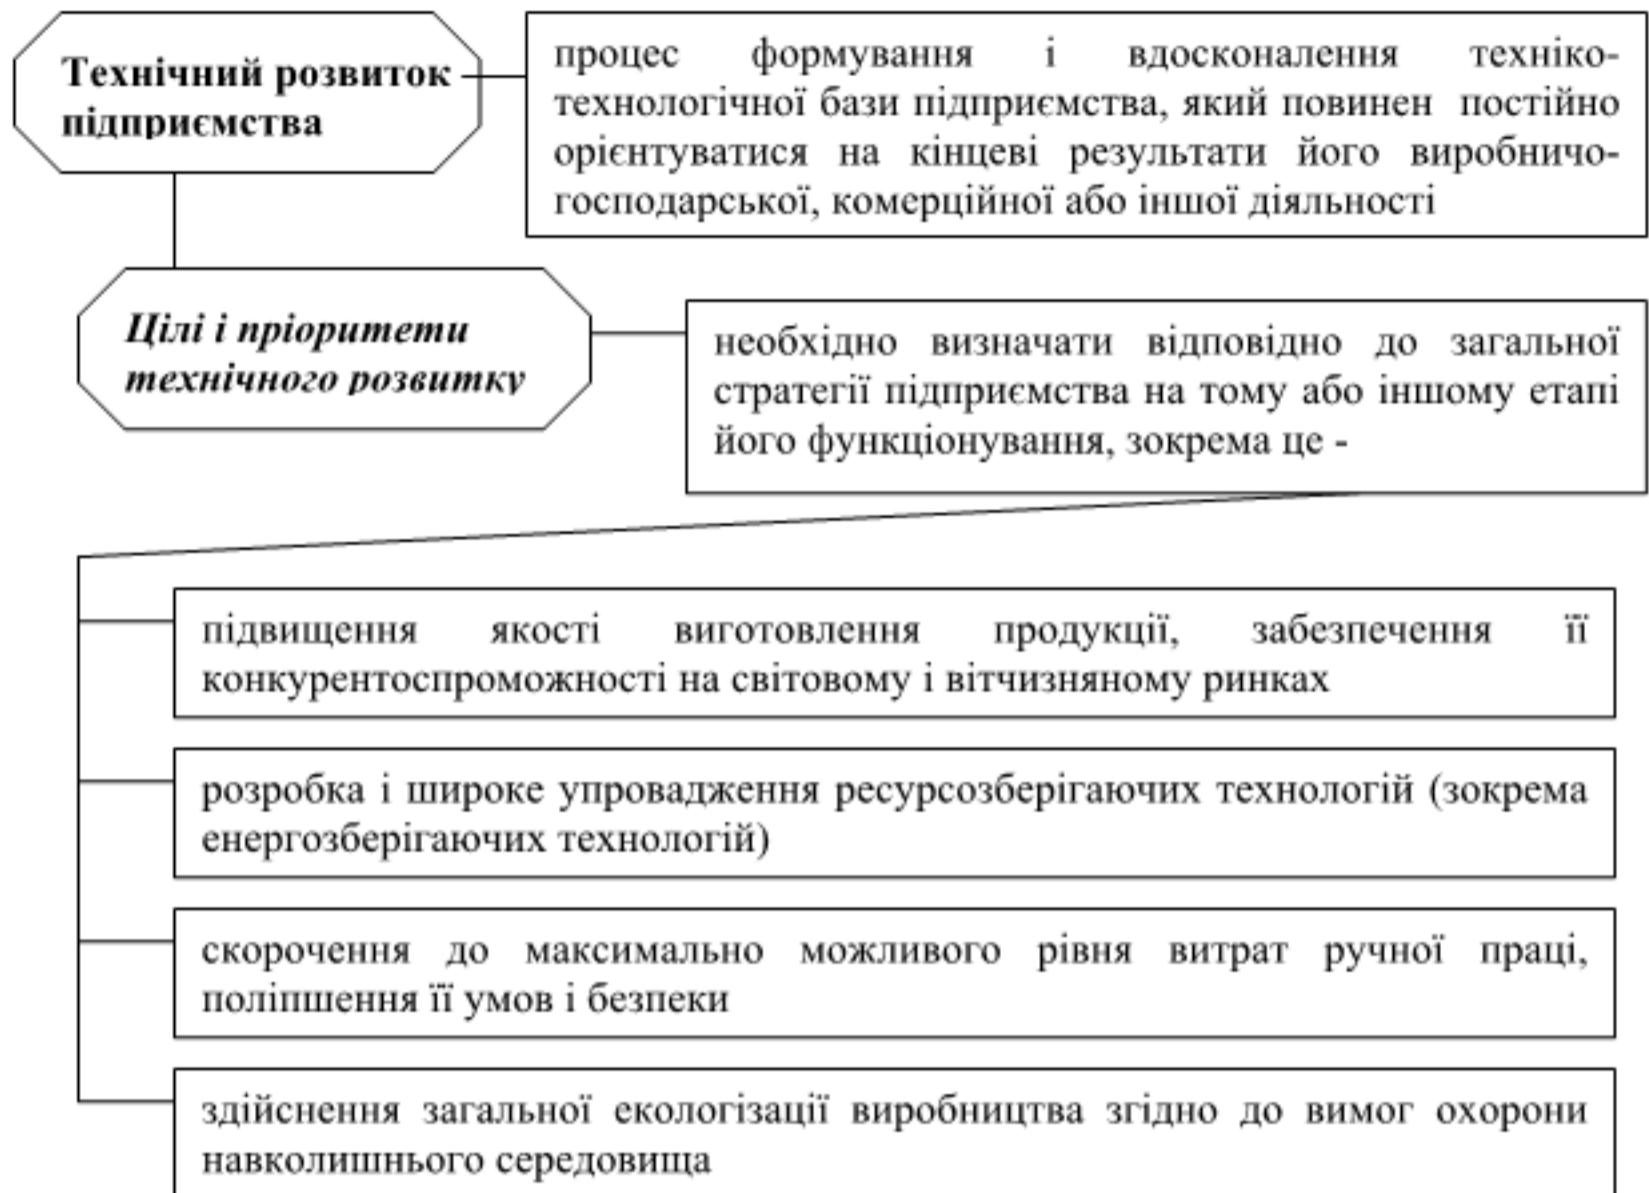 Технічний розвиток
підприємства
процес формування і вдосконалення техніко-
технологічної бази підприємства, який повинен постійно
орієнтуватися на кінцеві результати його виробничо-
господарської, комерційної або іншої діяльності
Цілі і пріоритети
технічного розвитку
необхідно визначати відповідно до загальної
стратегії підприємства на тому або іншому етапі
його функціонування, зокрема це -
підвищення якості виготовлення продукції, забезпечення її
конкурентоспроможності на світовому і вітчизняному ринках
розробка і широке упровадження ресурсозберігаючих технологій (зокрема
енергозберігаючих технологій)
скорочення до максимально можливого рівня витрат ручної праці,
поліпшення її умов і безпеки
здійснення загальної екологізації виробництва згідно до вимог охорони
навколишнього середовища